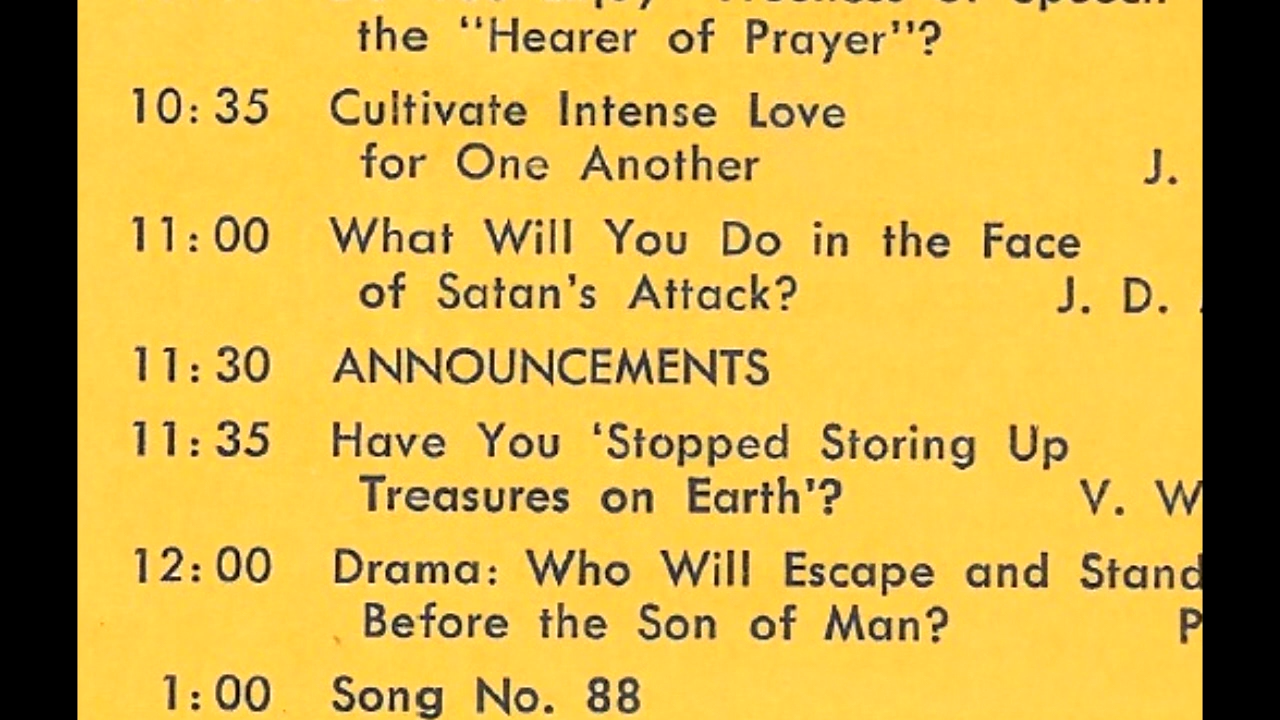 the "Hearer of Prayer"?
10:35 Cultivate Intense Love
for One Another J.
11:00 What Will You Do in the Face
of Satan's Attack? J. D.
11:30 ANNOUNCEMENTS
11:35 Have You 'Stopped Storing Up
Treasures on Earth'? V. W
12:00 Drama: Who Will Escape and Stand
Before the Son of Man? P
1:00 Song No. 88